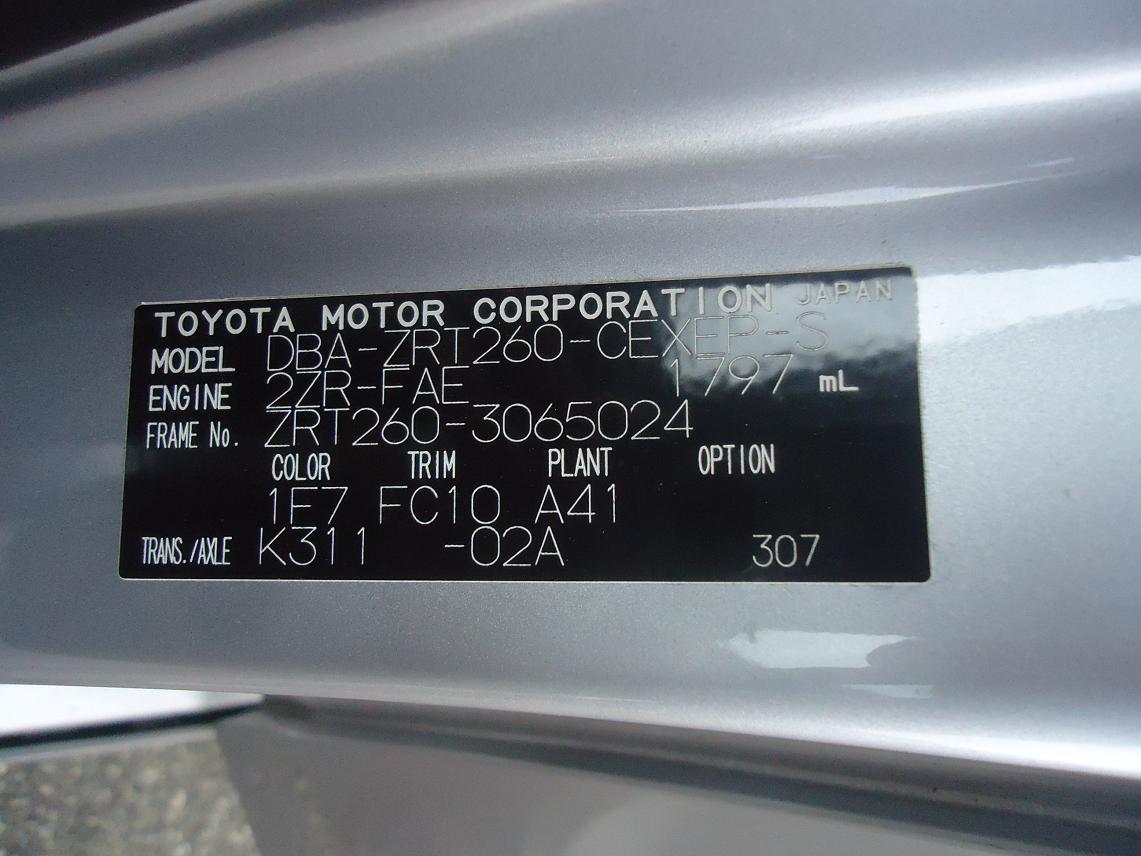 TOYOTA MOTOR CORPORATION JAPAN
MODEL DBA-ZRT260-CEXEP-S
ENGINE 2ZR-FAE 1797 mL
FRAME No. ZRT260-3065024
COLOR TRIM PLANT OPTION
1E7 FC10 A41
TRANS./AXLE K311 -02A 307